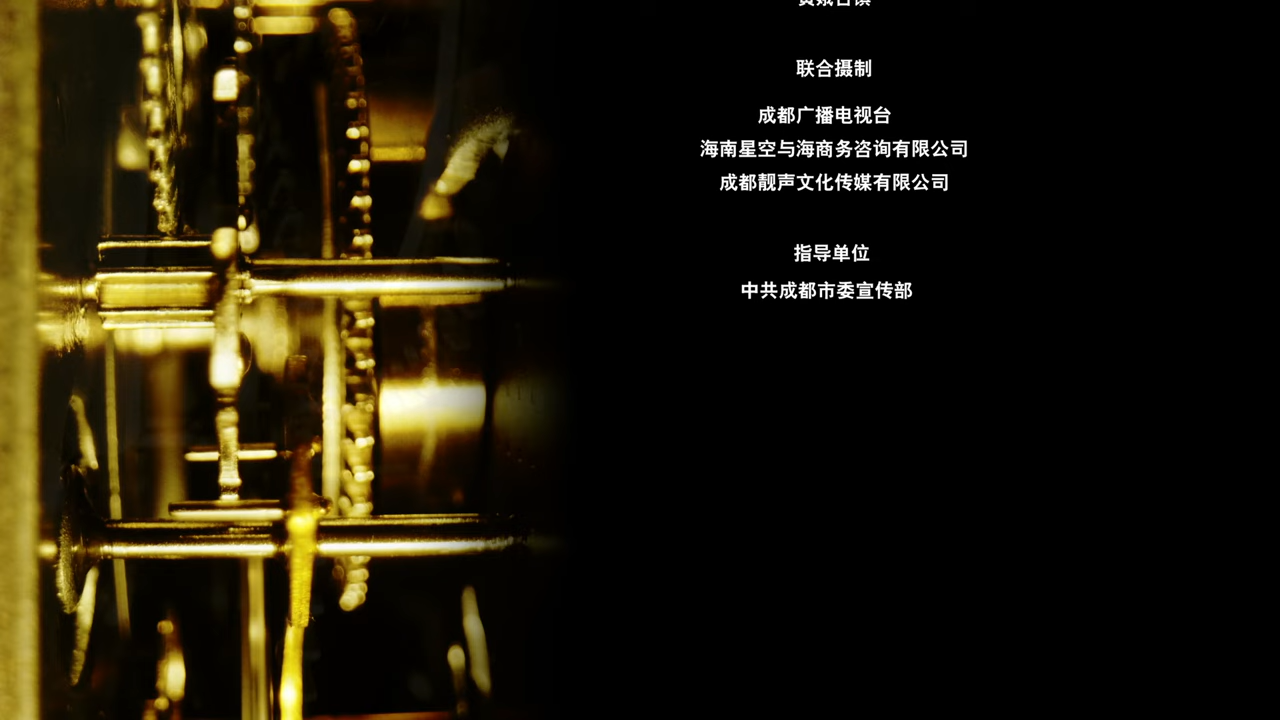 联合摄制
成都广播电视台
海南星空与海商务咨询有限公司
成都靓声文化传媒有限公司
指导单位
中共成都市委宣传部